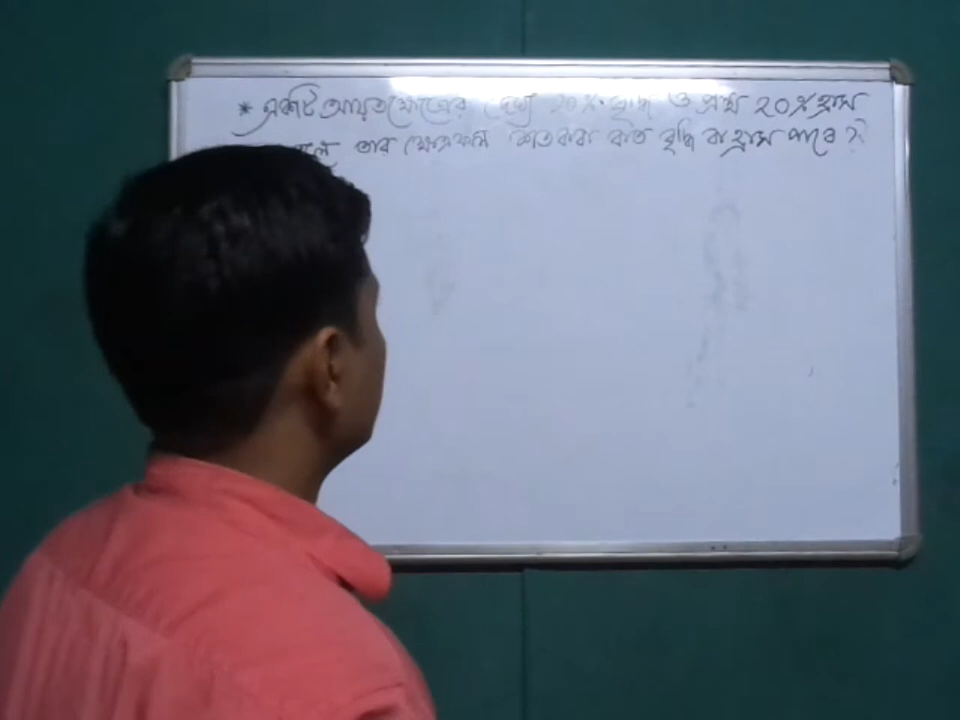 * একটি আয়তক্ষেত্রের দৈর্ঘ্য ২০% বৃদ্ধি ও প্রস্থ ২০% হ্রাস
তার ক্ষেত্রফল শতকরা কত বৃদ্ধি বা হ্রাস পাবে ?